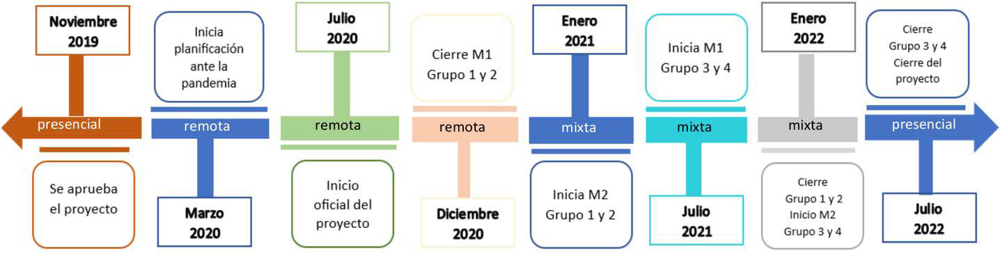 Noviembre
2019
presencial
Se aprueba
el proyecto
Inicia
planificación
ante la
pandemia
remota
Marzo
2020
Julio
2020
remota
Inicio
oficial del
proyecto
Cierre M1
Grupo 1 y 2
remota
Diciembre
2020
Enero
2021
mixta
Inicia M2
Grupo 1 y 2
Inicia M1
Grupo 3 y 4
mixta
Julio
2021
Enero
2022
mixta
Cierre
Grupo 1 y 2
Inicio M2
Grupo 3 y 4
Cierre
Grupo 3 y 4
Cierre del
proyecto
presencial
Julio
2022